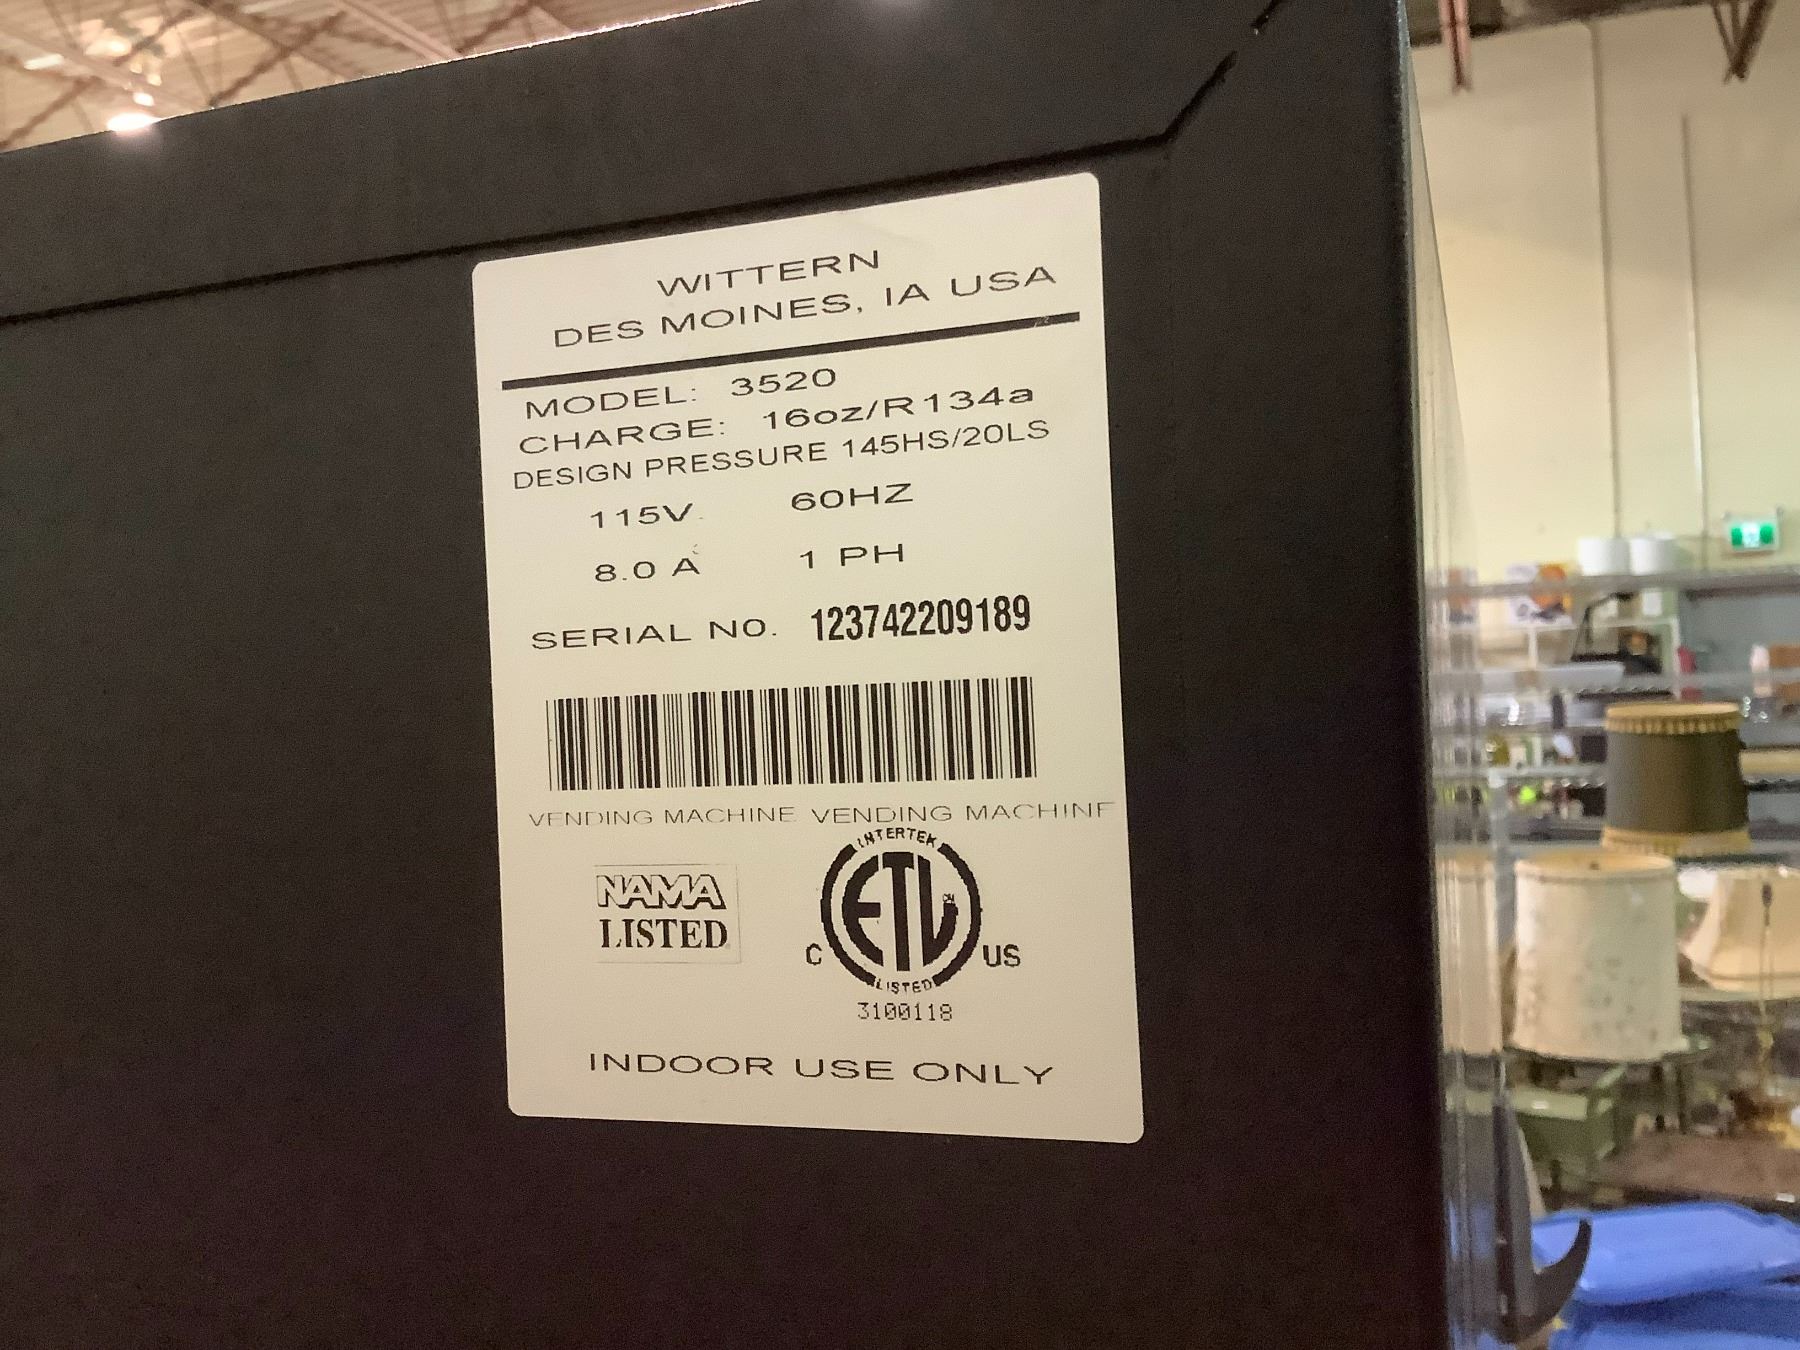 WITTERN
DES MOINES, IA USA
MODEL: 3520
CHARGE: 16oz/R134a
DESIGN PRESSURE 145HS/20LS
115V. 60HZ
8.0 A 1 PH
SERIAL NO. 123742209189
VENDING MACHINE VENDING MACHINE
NAMA
LISTED
INTERTEK
ETL CM
C US
LISTED
3100118
INDOOR USE ONLY